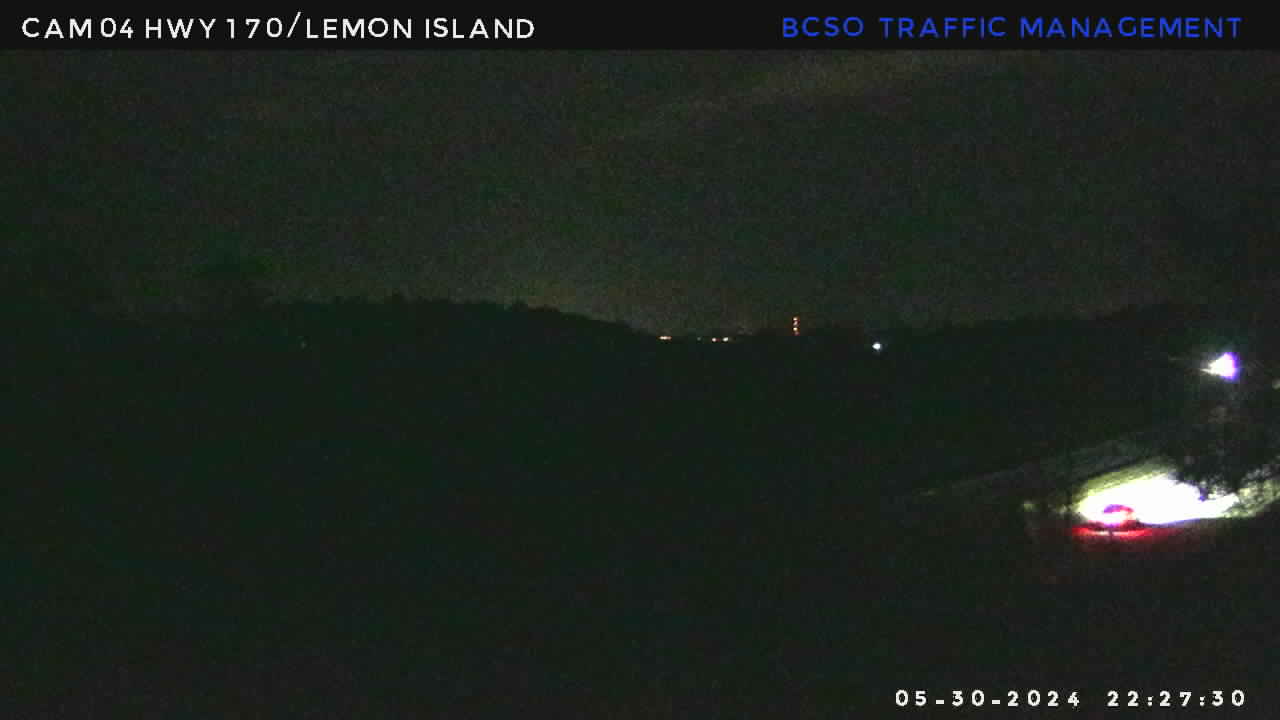 CAM04 HWY 170/LEMON ISLAND
BCSO TRAFFIC MANAGEMENT
05-30-2024 22:27:30